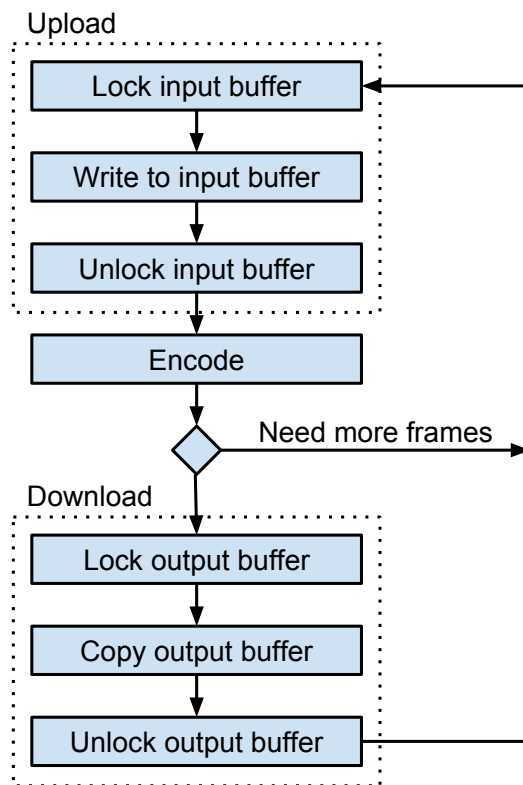 Upload
Lock input buffer
Write to input buffer
Unlock input buffer
Encode
Need more frames
Download
Lock output buffer
Copy output buffer
Unlock output buffer